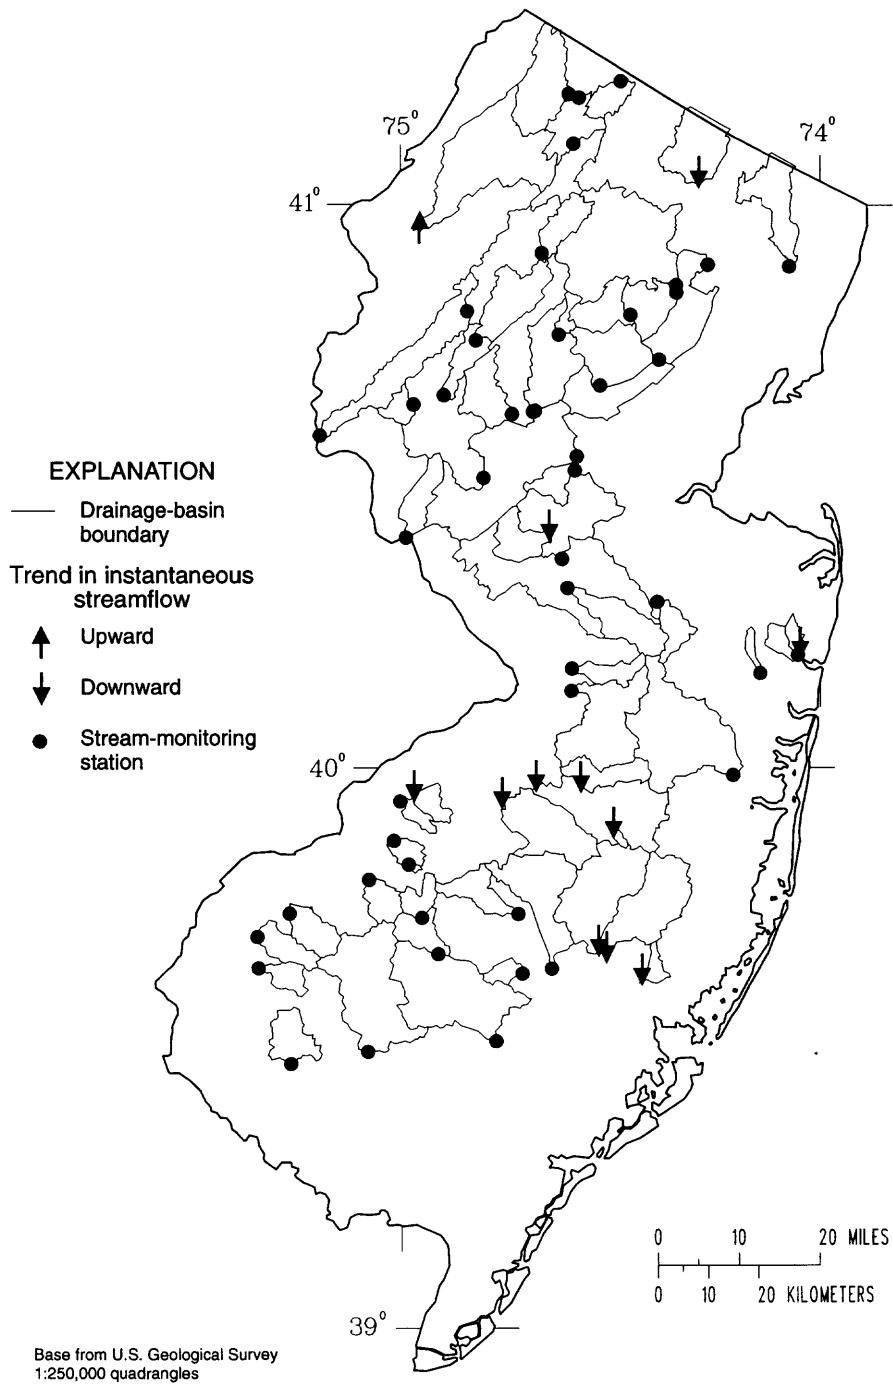 75°
74°
41°
EXPLANATION
Drainage-basin
boundary
Trend in instantaneous
streamflow
Upward
Downward
Stream-monitoring
station
40°
0 10 20 MILES
0 10 20 KILOMETERS
39°
Base from U.S. Geological Survey
1:250,000 quadrangles